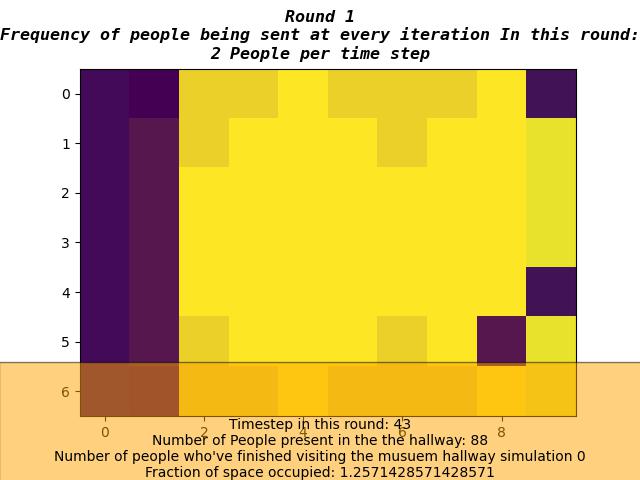 Round 1
Frequency of people being sent at every iteration In this round:
2 People per time step
0
1
2
3
4
5
6
0 2 4 6 8
Timestep in this round: 43
Number of People present in the the hallway: 88
Number of people who've finished visiting the musuem hallway simulation 0
Fraction of space occupied: 1.2571428571428571